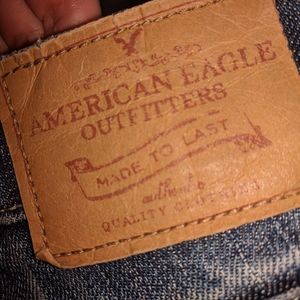 AMERICAN EAGLE
OUTFITTERS
MADE TO LAST
authentic
QUALITY CLOTHING